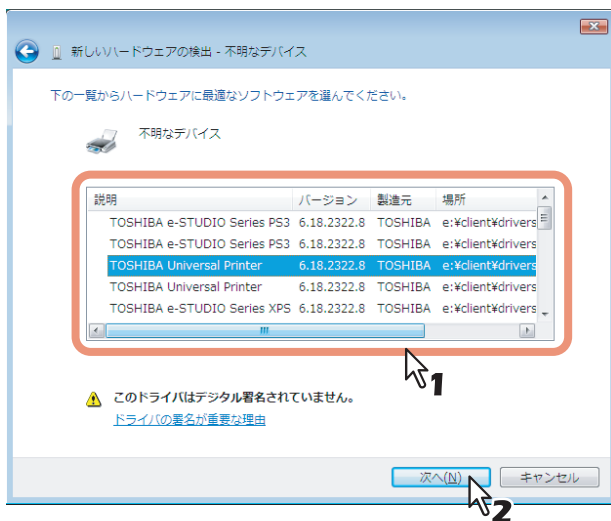 新しいハードウェアの検出 - 不明なデバイス
下の一覧からハードウェアに最適なソフトウェアを選んでください。
不明なデバイス
説明 バージョン 製造元 場所
TOSHIBA e-STUDIO Series PS3 6.18.2322.8 TOSHIBA e:¥client¥drivers
TOSHIBA e-STUDIO Series PS3 6.18.2322.8 TOSHIBA e:¥client¥drivers
TOSHIBA Universal Printer 6.18.2322.8 TOSHIBA e:¥client¥drivers
TOSHIBA Universal Printer 6.18.2322.8 TOSHIBA e:¥client¥drivers
TOSHIBA e-STUDIO Series XPS 6.18.2322.8 TOSHIBA e:¥client¥drivers
1
このドライバはデジタル署名されていません。
ドライバの署名が重要な理由
次へ(N) キャンセル
2